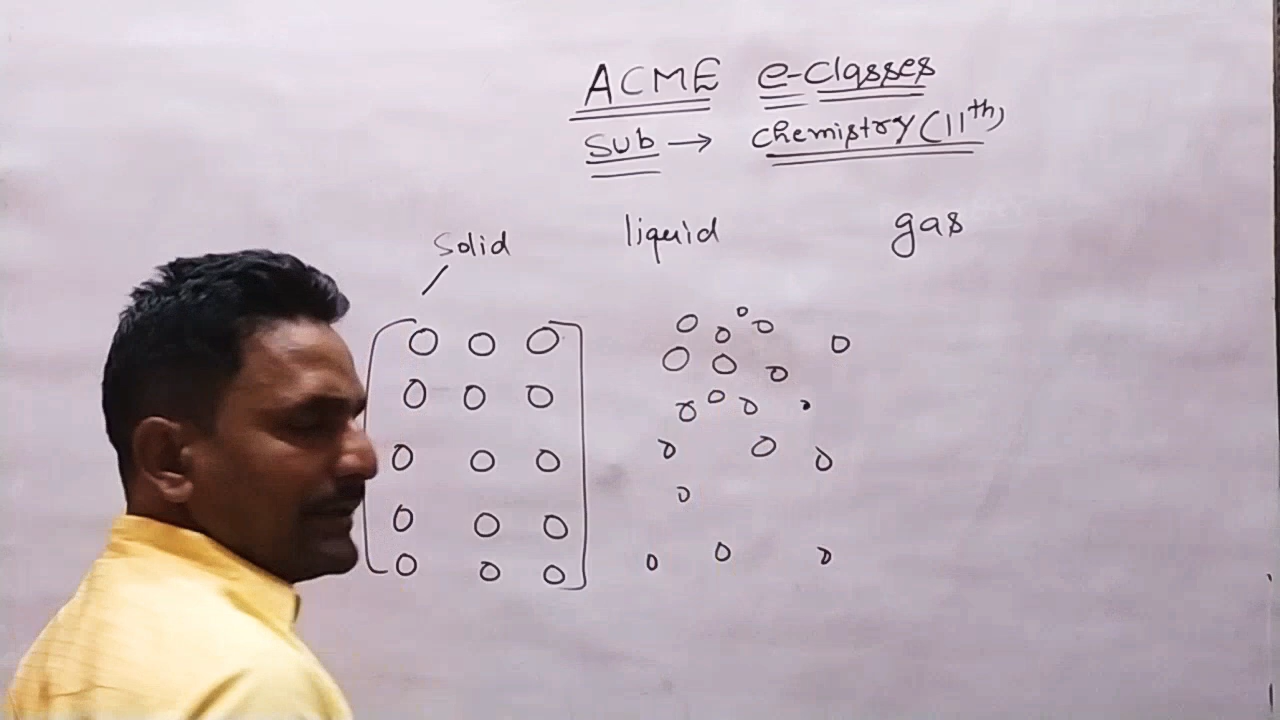 ACME e-classes
Sub → chemistry (11th)
Solid liquid gas